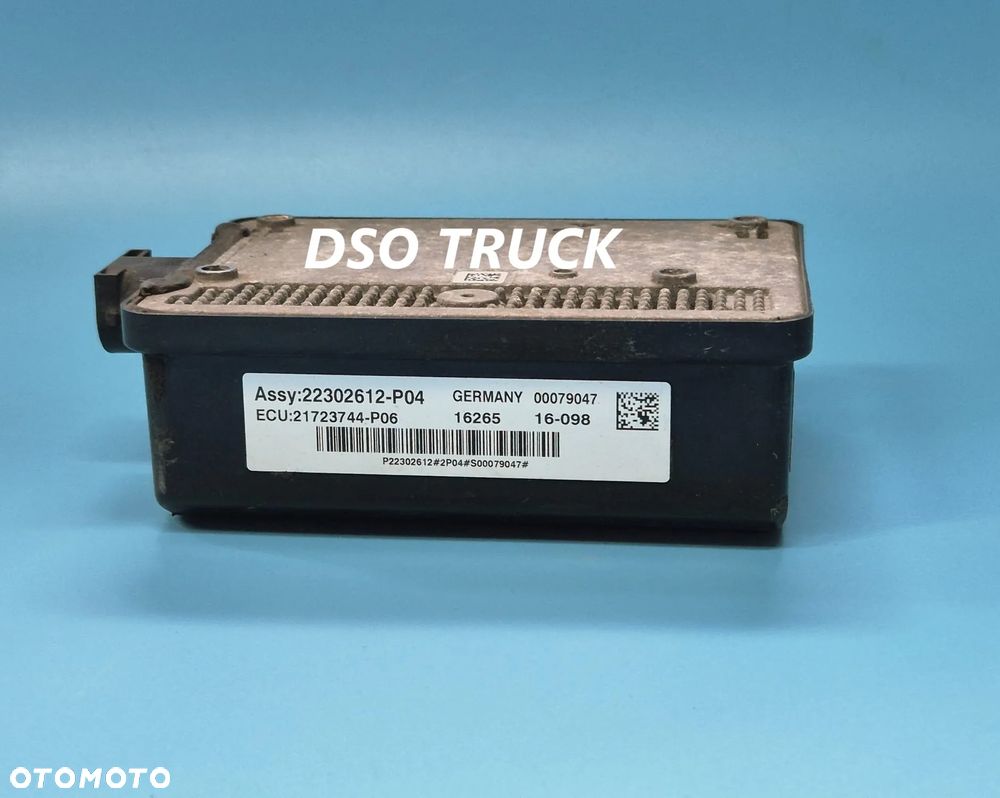 DSO TRUCK
Assy:22302612-P04 GERMANY 00079047
ECU:21723744-P06 16265 16-098
P22302612#2P04#S00079047#
OTOMOTO